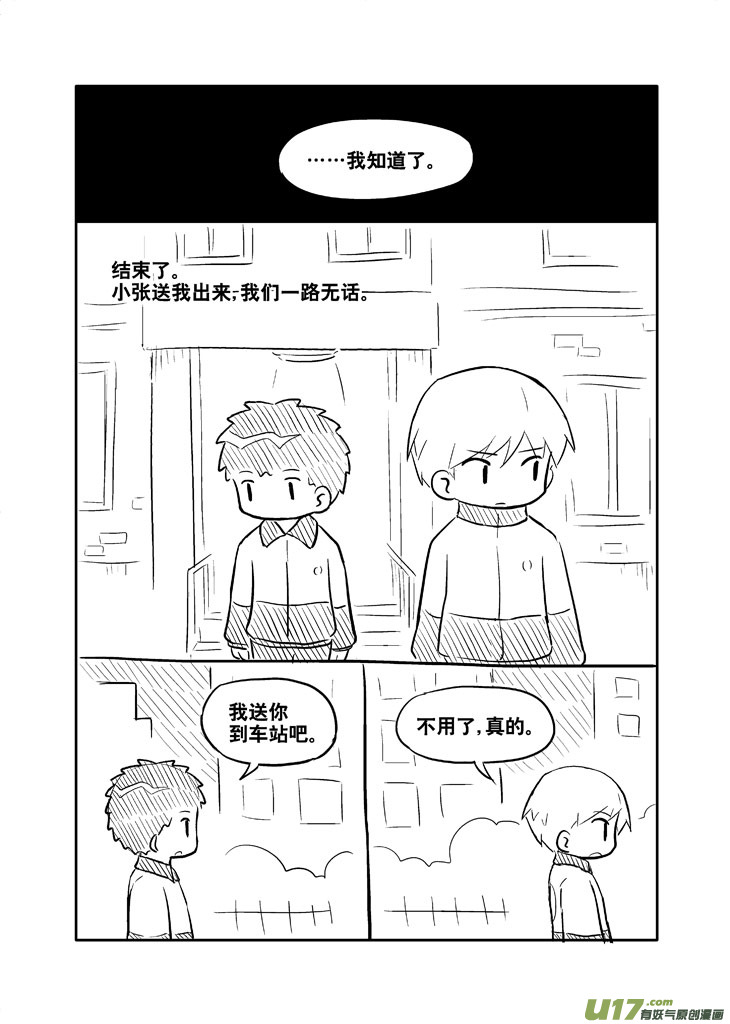 ……我知道了。
结束了。
小张送我出来,我们一路无话。
我送你
到车站吧。
不用了,真的。
U17.com
有妖气原创漫画